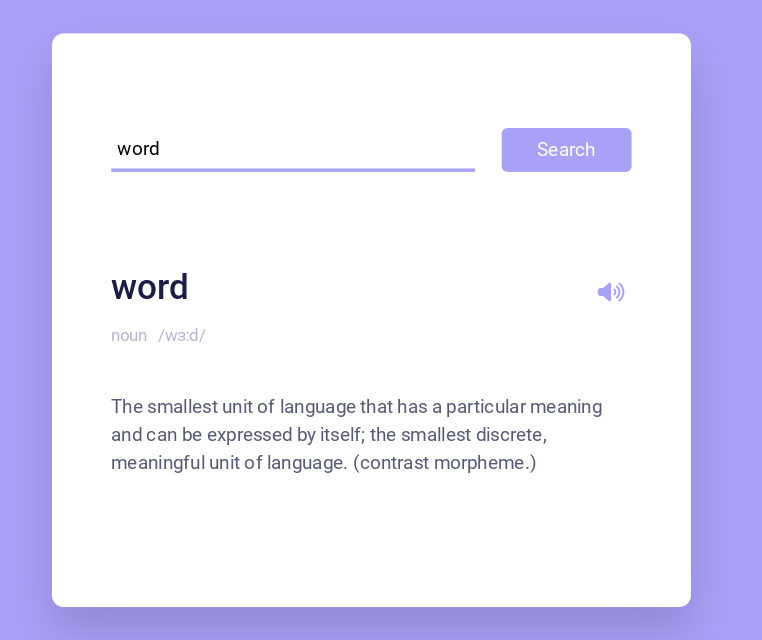 word
Search
word
noun /wɜːd/
The smallest unit of language that has a particular meaning
and can be expressed by itself; the smallest discrete,
meaningful unit of language. (contrast morpheme.)